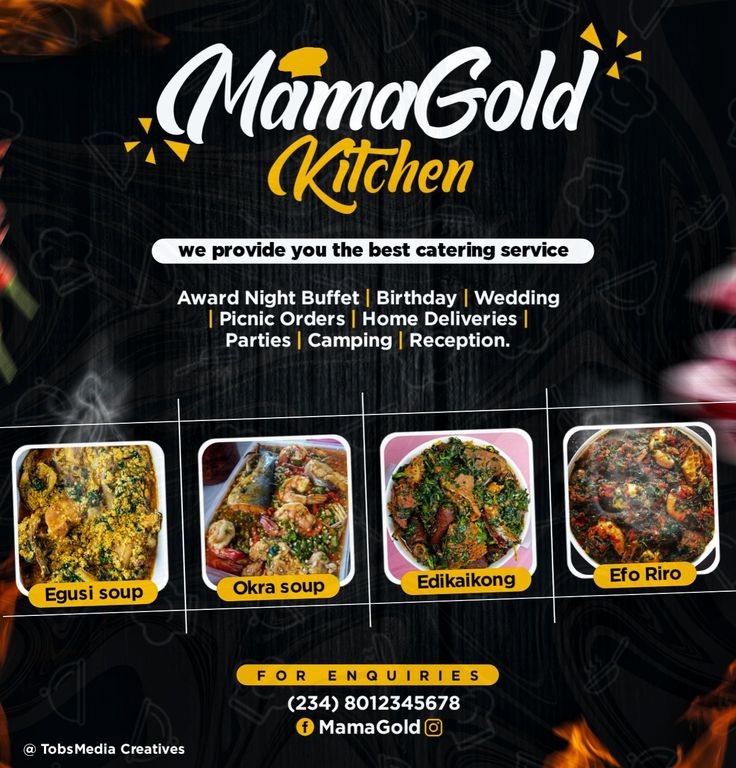 MamaGold
Kitchen
we provide you the best catering service
Award Night Buffet | Birthday | Wedding
| Picnic Orders | Home Deliveries |
Parties | Camping | Reception.
Egusi soup
Okra soup
Edikaikong
Efo Riro
FOR ENQUIRIES
(234) 8012345678
MamaGold
@ TobsMedia Creatives